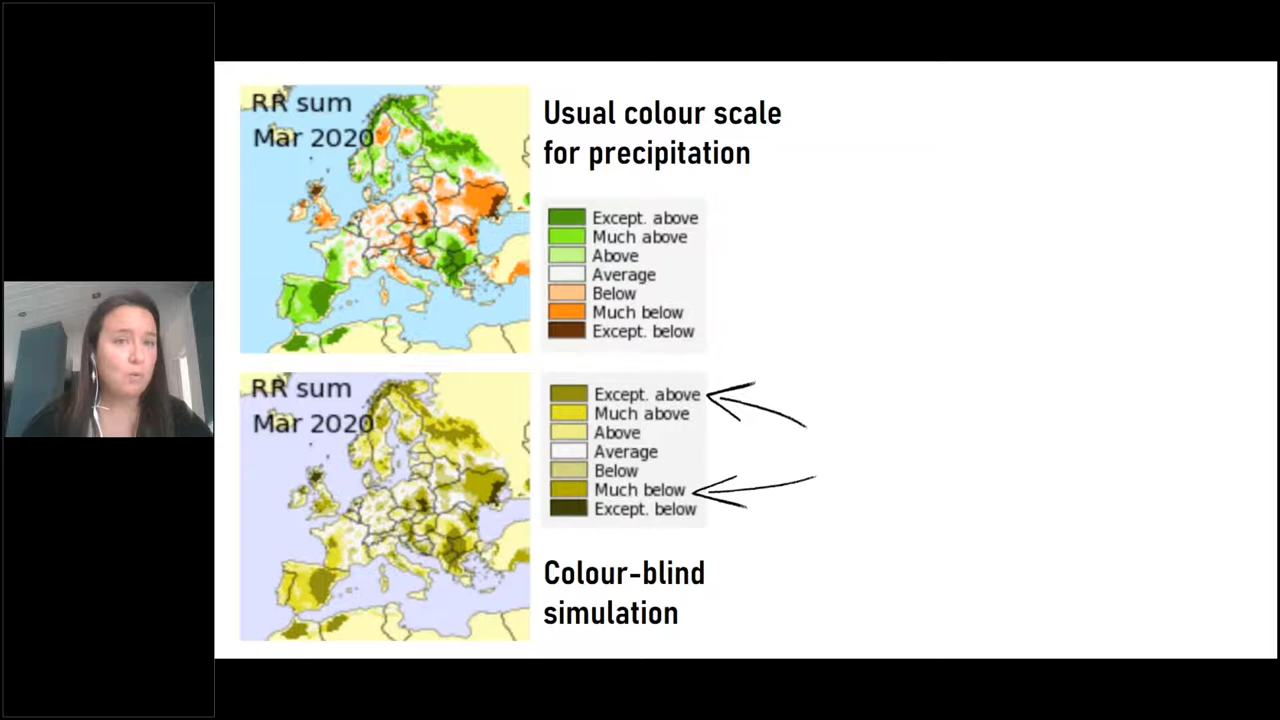 RR sum
Mar 2020
Usual colour scale
for precipitation
Except. above
Much above
Above
Average
Below
Much below
Except. below
RR sum
Mar 2020
Except. above
Much above
Above
Average
Below
Much below
Except. below
Colour-blind
simulation